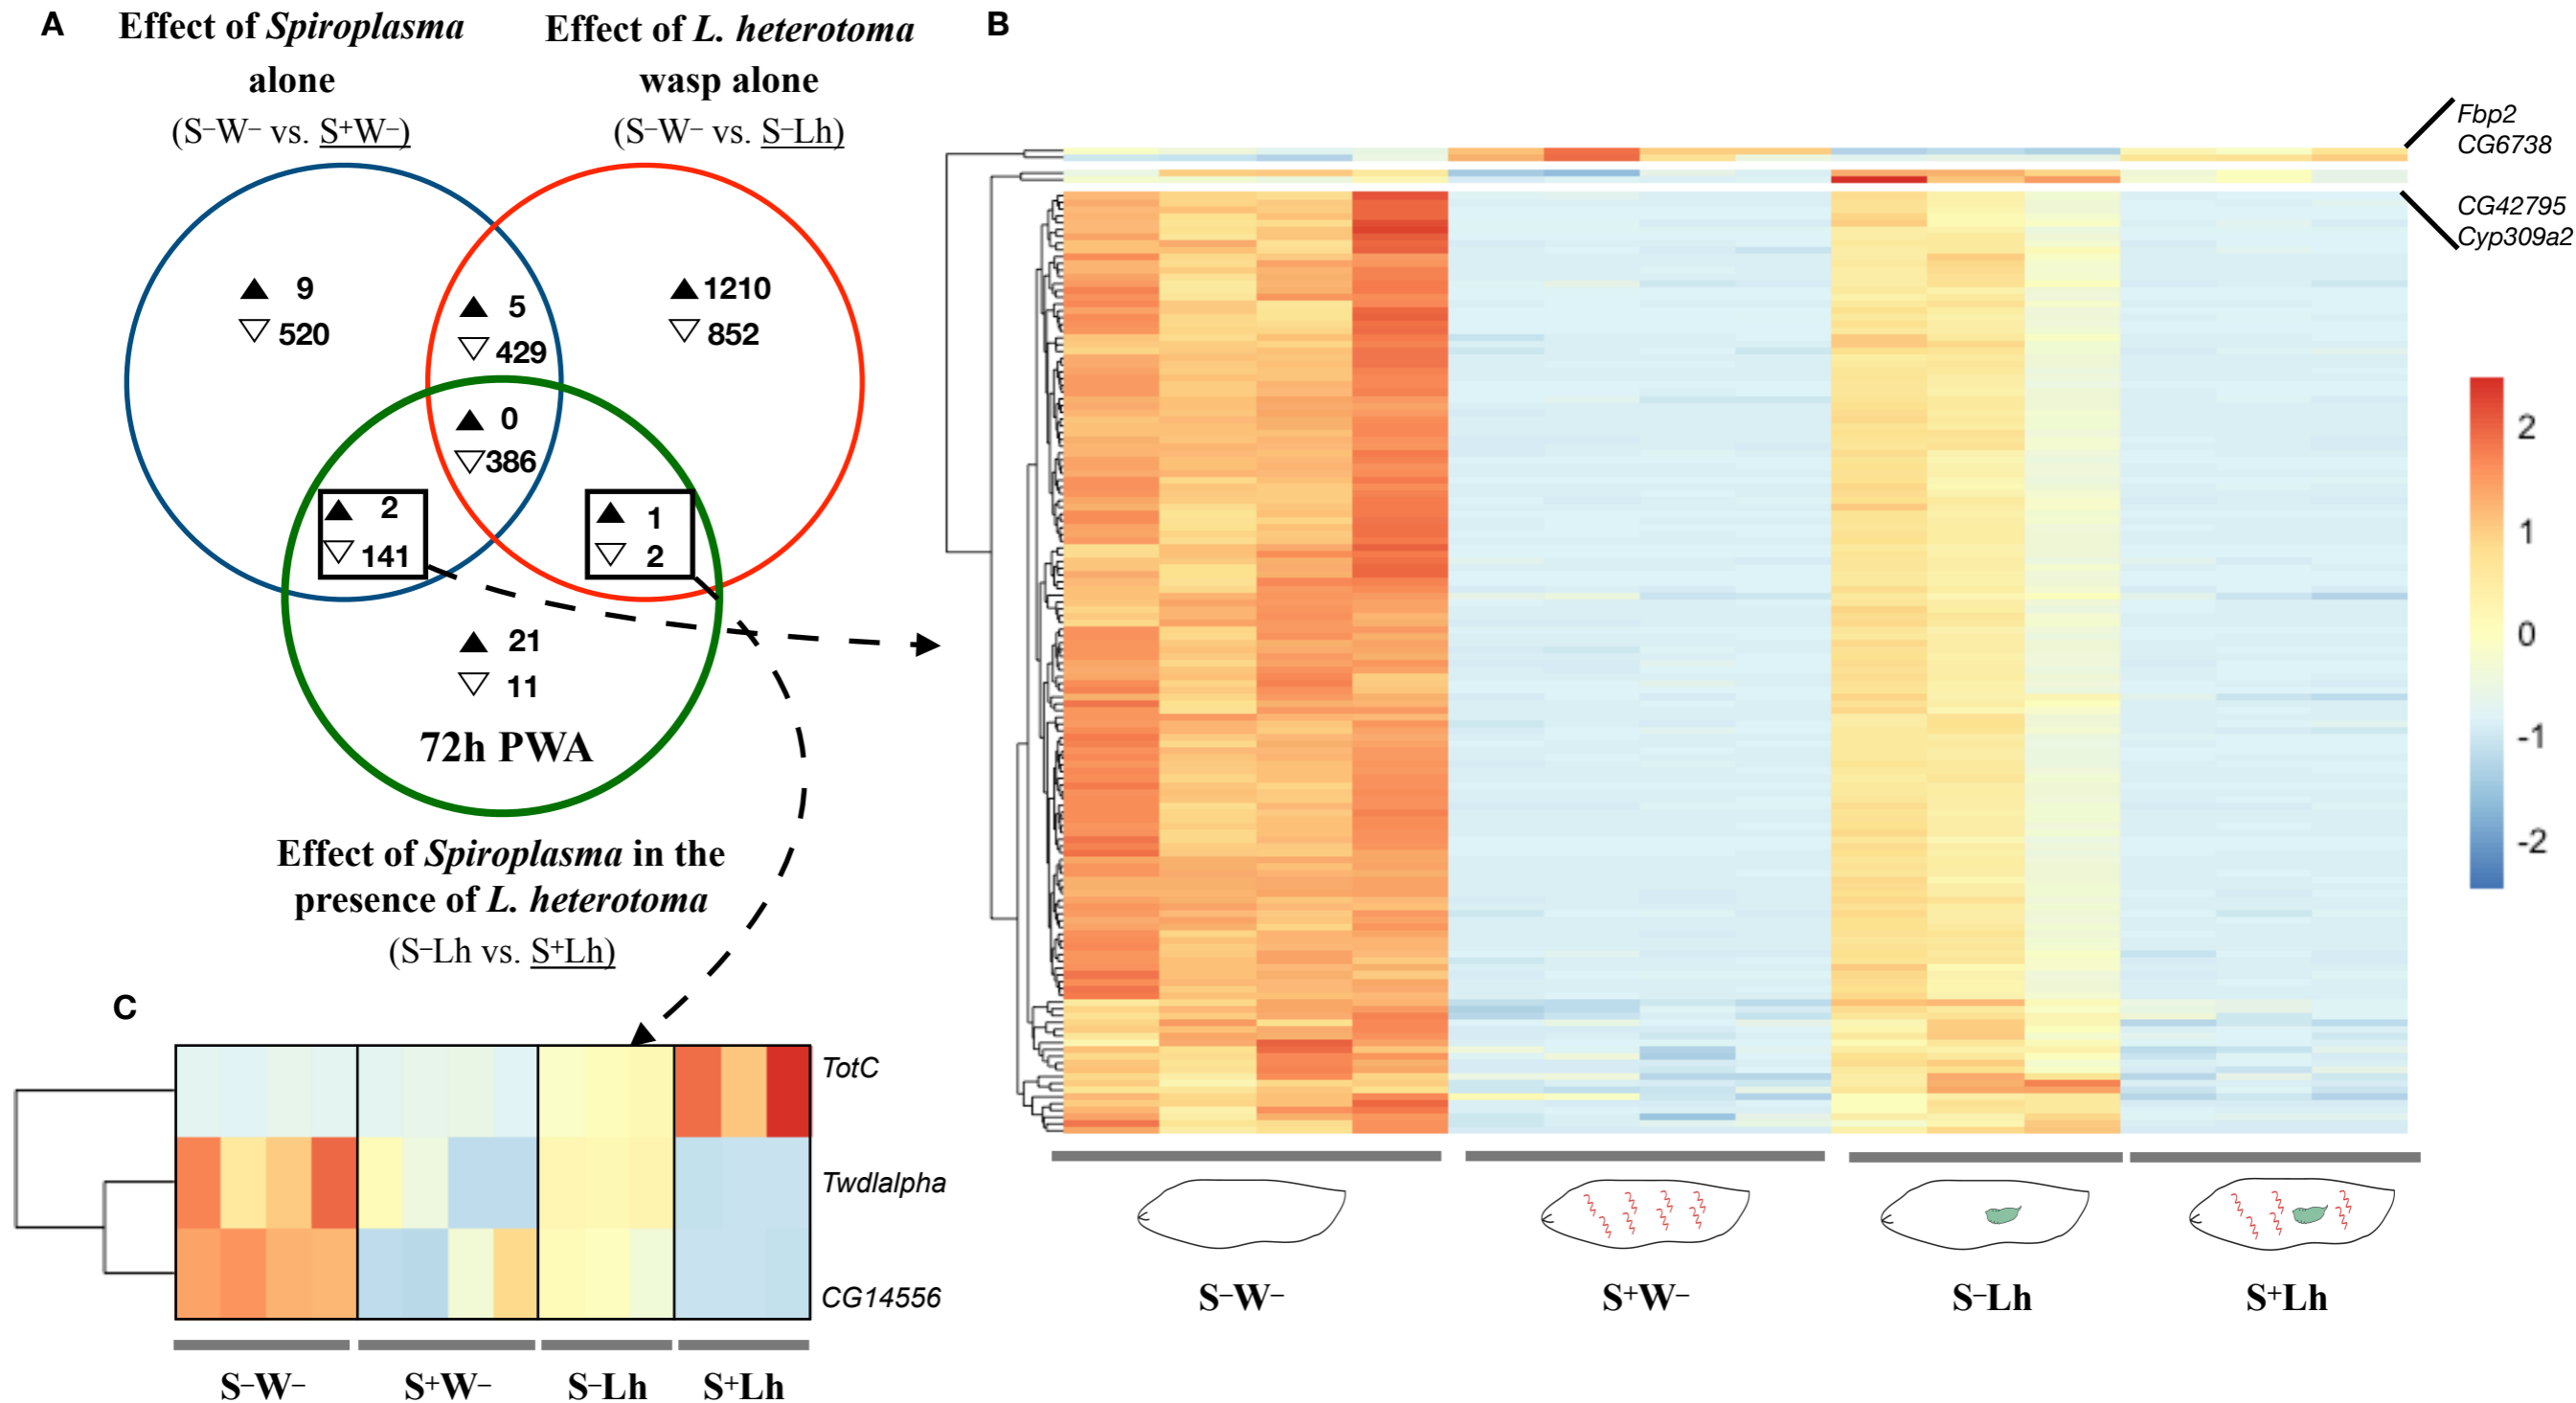 A
Effect of Spiroplasma
alone
(S–W– vs. S+W–)
Effect of L. heterotoma
wasp alone
(S–W– vs. S–Lh)
▲ 9
▽ 520
▲ 5
▽ 429
▲ 1210
▽ 852
▲ 0
▽ 386
▲ 2
▽ 141
▲ 1
▽ 2
▲ 21
▽ 11
72h PWA
Effect of Spiroplasma in the
presence of L. heterotoma
(S–Lh vs. S+Lh)
B
Fbp2
CG6738
CG42795
Cyp309a2
2
1
0
-1
-2
S–W–
S+W–
S–Lh
S+Lh
C
TotC
Twdlalpha
CG14556
S–W–
S+W–
S–Lh
S+Lh